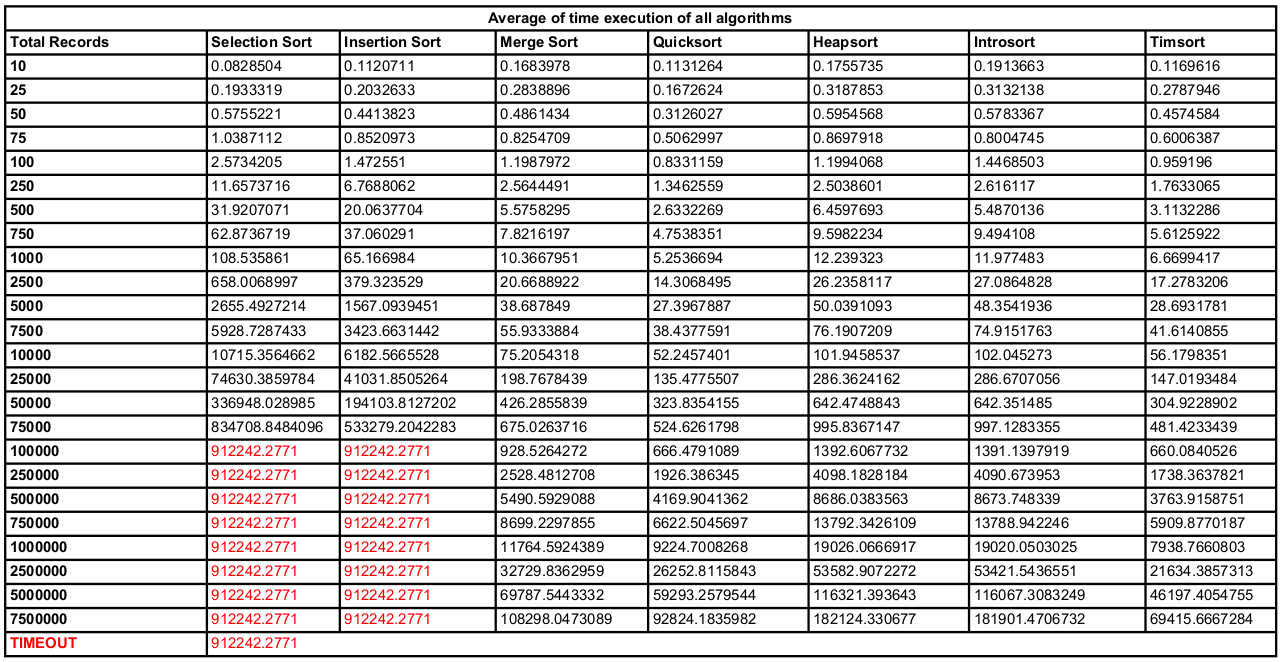 Average of time execution of all algorithms
Total Records Selection Sort Insertion Sort Merge Sort Quicksort Heapsort Introsort Timsort
10 0.0828504 0.1120711 0.1683978 0.1131264 0.1755735 0.1913663 0.1169616
25 0.1933319 0.2032633 0.2838896 0.1672624 0.3187853 0.3132138 0.2787946
50 0.5755221 0.4413823 0.4861434 0.3126027 0.5954568 0.5783367 0.4574584
75 1.0387112 0.8520973 0.8254709 0.5062997 0.8697918 0.8004745 0.6006387
100 2.5734205 1.472551 1.1987972 0.8331159 1.1994068 1.4468503 0.959196
250 11.6573716 6.7688062 2.5644491 1.3462559 2.5038601 2.616117 1.7633065
500 31.9207071 20.0637704 5.5758295 2.6332269 6.4597693 5.4870136 3.1132286
750 62.8736719 37.060291 7.8216197 4.7538351 9.5982234 9.494108 5.6125922
1000 108.535861 65.166984 10.3667951 5.2536694 12.239323 11.977483 6.6699417
2500 658.0068997 379.323529 20.6688922 14.3068495 26.2358117 27.0864828 17.2783206
5000 2655.4927214 1567.0939451 38.687849 27.3967887 50.0391093 48.3541936 28.6931781
7500 5928.7287433 3423.6631442 55.9333884 38.4377591 76.1907209 74.9151763 41.6140855
10000 10715.3564662 6182.5665528 75.2054318 52.2457401 101.9458537 102.045273 56.1798351
25000 74630.3859784 41031.8505264 198.7678439 135.4775507 286.3624162 286.6707056 147.0193484
50000 336948.028985 194103.8127202 426.2855839 323.8354155 642.4748843 642.351485 304.9228902
75000 834708.8484096 533279.2042283 675.0263716 524.6261798 995.8367147 997.1283355 481.4233439
100000 912242.2771 912242.2771 928.5264272 666.4791089 1392.6067732 1391.1397919 660.0840526
250000 912242.2771 912242.2771 2528.4812708 1926.386345 4098.1828184 4090.673953 1738.3637821
500000 912242.2771 912242.2771 5490.5929088 4169.9041362 8686.0383563 8673.748339 3763.9158751
750000 912242.2771 912242.2771 8699.2297855 6622.5045697 13792.3426109 13788.942246 5909.8770187
1000000 912242.2771 912242.2771 11764.5924389 9224.7008268 19026.0666917 19020.0503025 7938.7660803
2500000 912242.2771 912242.2771 32729.8362959 26252.8115843 53582.9072272 53421.5436551 21634.3857313
5000000 912242.2771 912242.2771 69787.5443332 59293.2579544 116321.393643 116067.3083249 46197.4054755
7500000 912242.2771 912242.2771 108298.0473089 92824.1835982 182124.330677 181901.4706732 69415.6667284
TIMEOUT 912242.2771